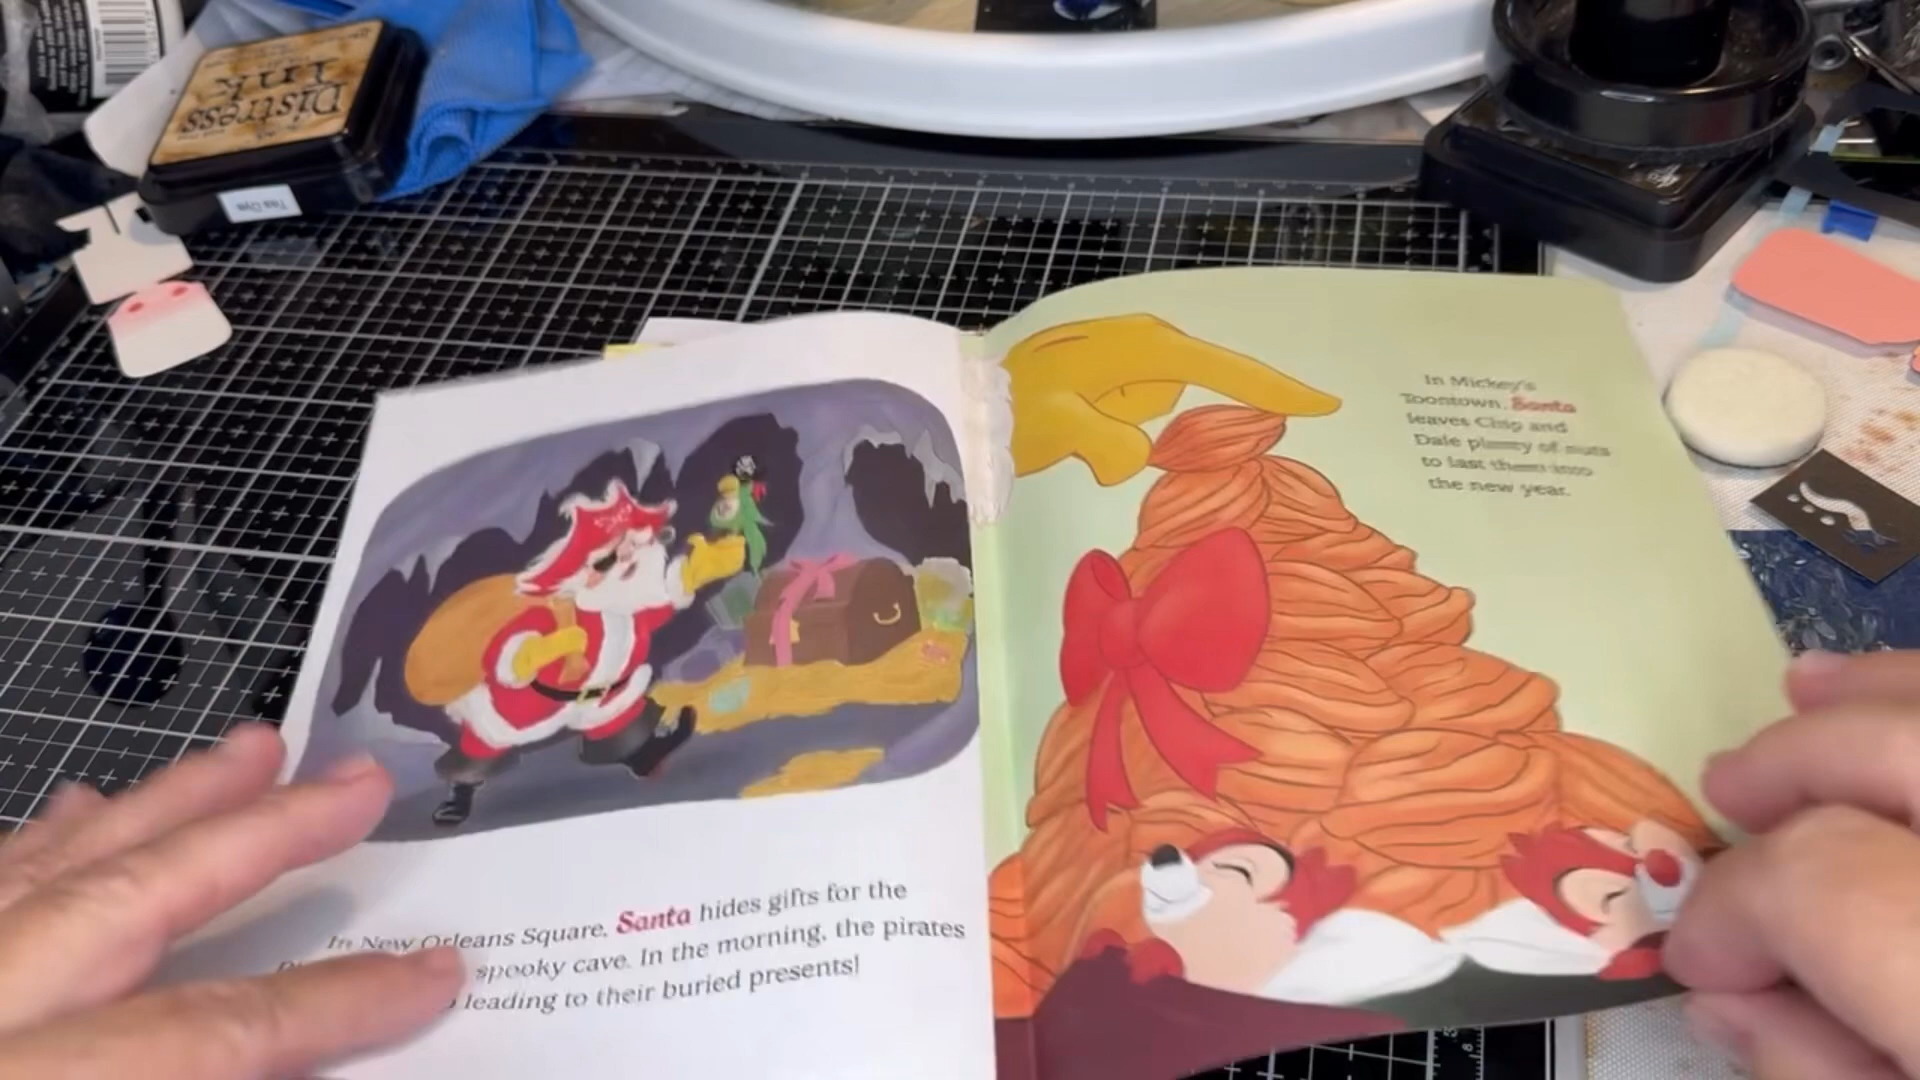 Distress
ink
Tea Dye
In New Orleans Square, Santa hides gifts for the
spooky cave. In the morning, the pirates
leading to their buried presents!
In Mickey's
Toontown, Santa
leaves Chip and
Dale plenty of nuts
to last them into
the new year.